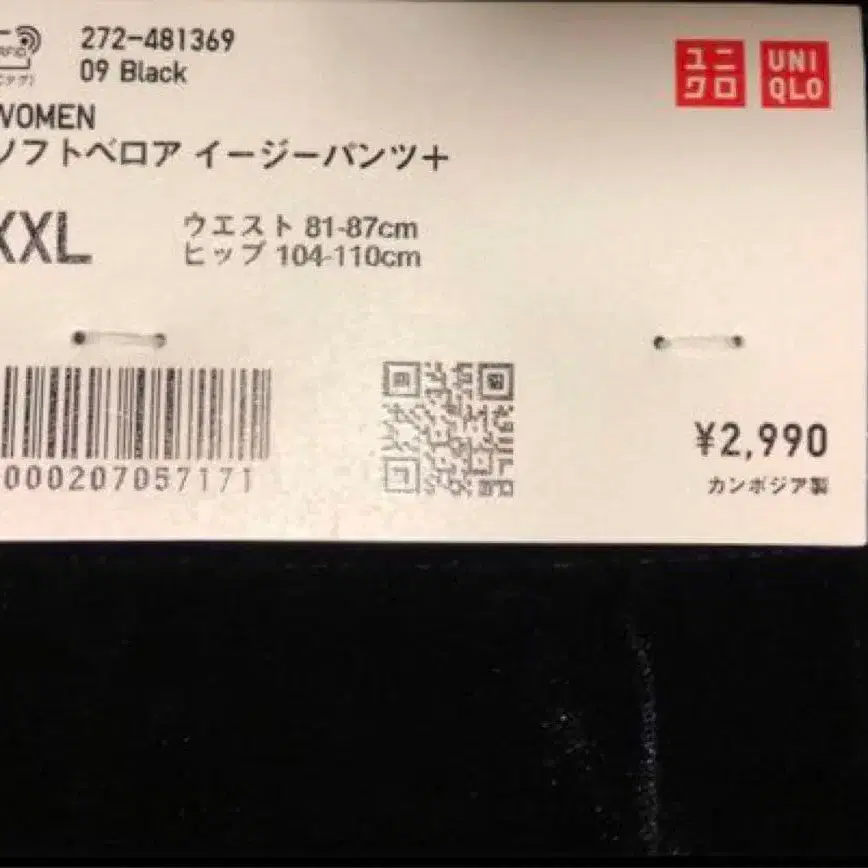 272-481369
09 Black
ユニ
クロ
UNI
QLO
WOMEN
ソフトベロア イージーパンツ+
XXL
ウエスト 81-87cm
ヒップ 104-110cm
000207057171
¥2,990
カンボジア製